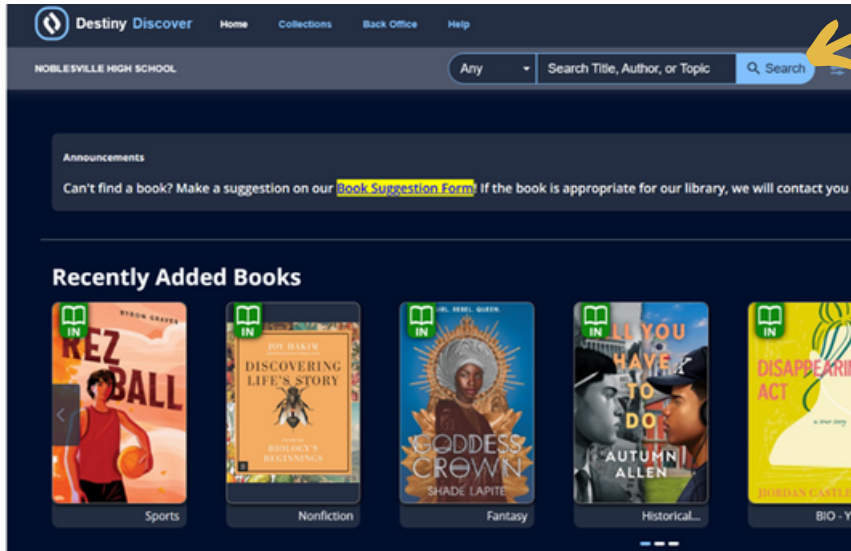 Destiny Discover Home Collections Back Office Help
NOBLESVILLE HIGH SCHOOL
Any Search Title, Author, or Topic Search
Announcements
Can't find a book? Make a suggestion on our Book Suggestion Form! If the book is appropriate for our library, we will contact you
Recently Added Books
IN
BYRON GRAVES
REZ
BALL
Sports
IN
JOY HAKIM
DISCOVERING
LIFE'S STORY
BIOLOGY'S
BEGINNINGS
Nonfiction
IN
GIRL. REBEL. QUEEN.
GODDESS
CROWN
SHADE LAPITE
Fantasy
IN
ALL YOU
HAVE
TO
DO
AUTUMN
ALLEN
Historical...
IN
DISAPPEARIN
ACT
a true story
JIORDAN CASTLE
BIO - Y